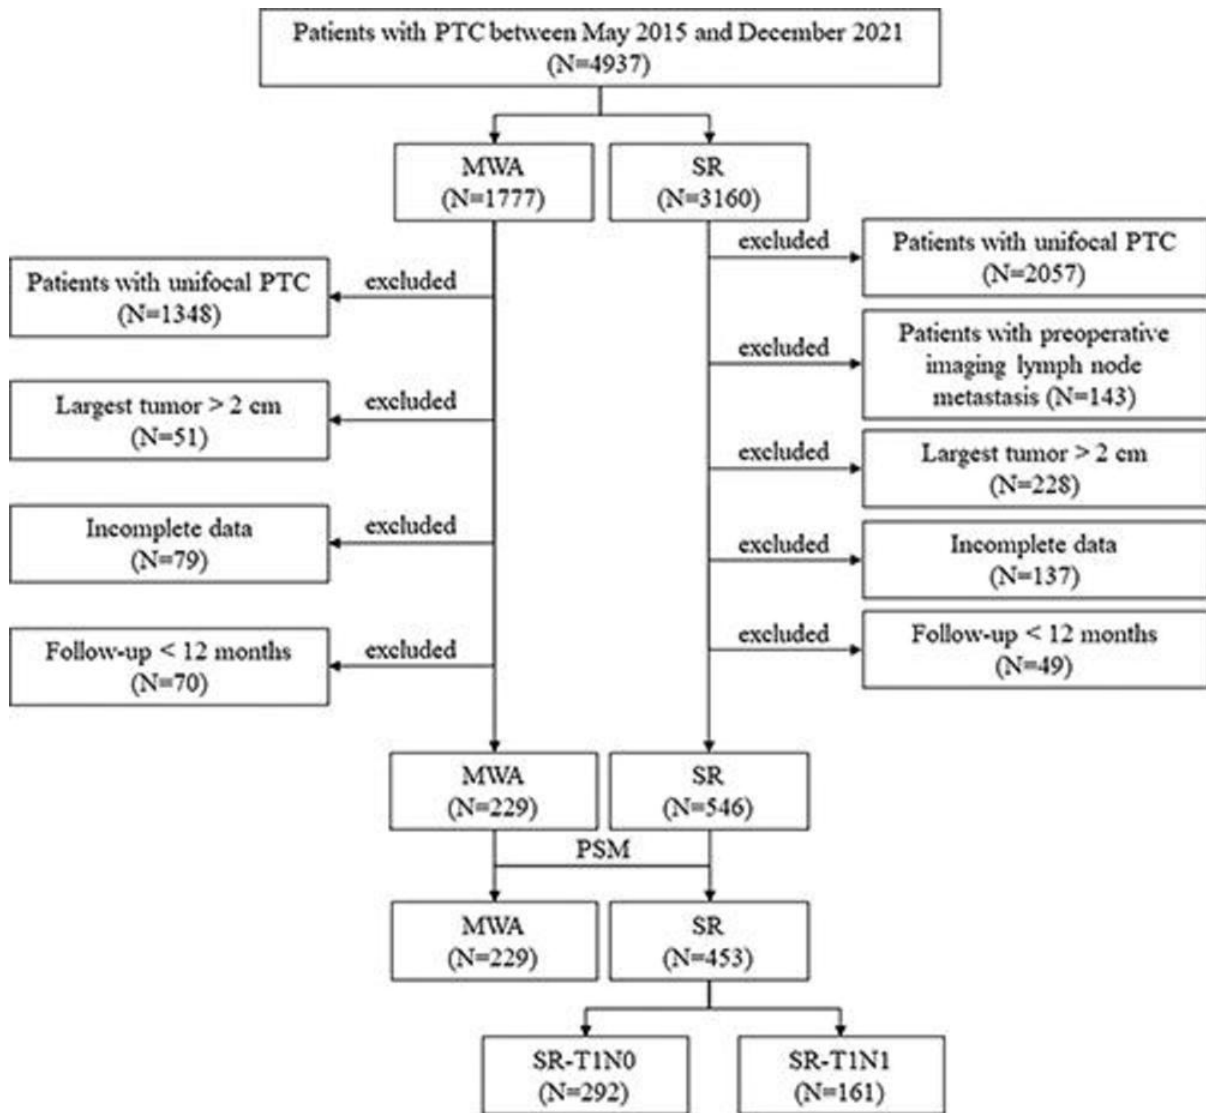 Patients with PTC between May 2015 and December 2021
(N=4937)
MWA
(N=1777)
SR
(N=3160)
excluded
Patients with unifocal PTC
(N=2057)
Patients with unifocal PTC
(N=1348)
excluded
excluded
Patients with preoperative
imaging lymph node
metastasis (N=143)
Largest tumor > 2 cm
(N=51)
excluded
excluded
Largest tumor > 2 cm
(N=228)
Incomplete data
(N=79)
excluded
excluded
Incomplete data
(N=137)
Follow-up < 12 months
(N=70)
excluded
excluded
Follow-up < 12 months
(N=49)
MWA
(N=229)
SR
(N=546)
PSM
MWA
(N=229)
SR
(N=453)
SR-T1N0
(N=292)
SR-T1N1
(N=161)